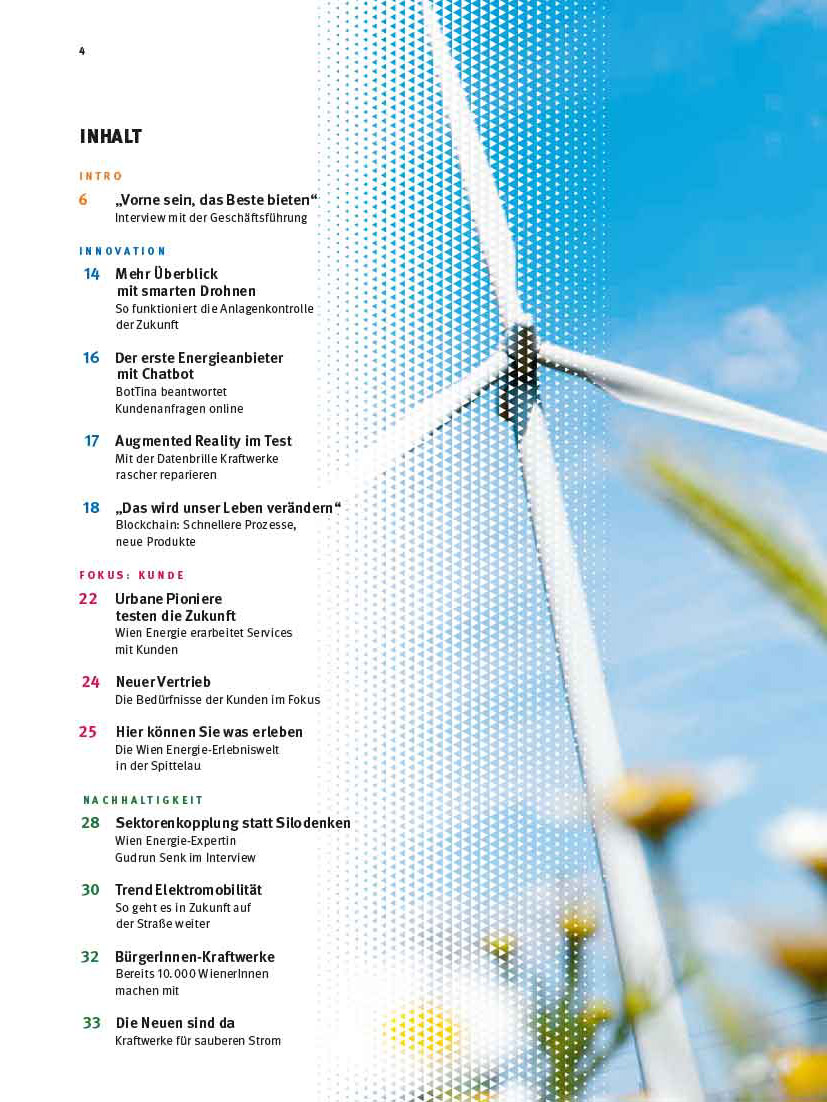 4
INHALT
INTRO
6 „Vorne sein, das Beste bieten“
Interview mit der Geschäftsführung
INNOVATION
14 Mehr Überblick
mit smarten Drohnen
So funktioniert die Anlagenkontrolle
der Zukunft
16 Der erste Energieanbieter
mit Chatbot
BotTina beantwortet
Kundenanfragen online
17 Augmented Reality im Test
Mit der Datenbrille Kraftwerke
rascher reparieren
18 „Das wird unser Leben verändern“
Blockchain: Schnellere Prozesse,
neue Produkte
FOKUS: KUNDE
22 Urbane Pioniere
testen die Zukunft
Wien Energie erarbeitet Services
mit Kunden
24 Neuer Vertrieb
Die Bedürfnisse der Kunden im Fokus
25 Hier können Sie was erleben
Die Wien Energie-Erlebniswelt
in der Spittelau
NACHHALTIGKEIT
28 Sektorenkopplung statt Silodenken
Wien Energie-Expertin
Gudrun Senk im Interview
30 Trend Elektromobilität
So geht es in Zukunft auf
der Straße weiter
32 BürgerInnen-Kraftwerke
Bereits 10.000 WienerInnen
machen mit
33 Die Neuen sind da
Kraftwerke für sauberen Strom